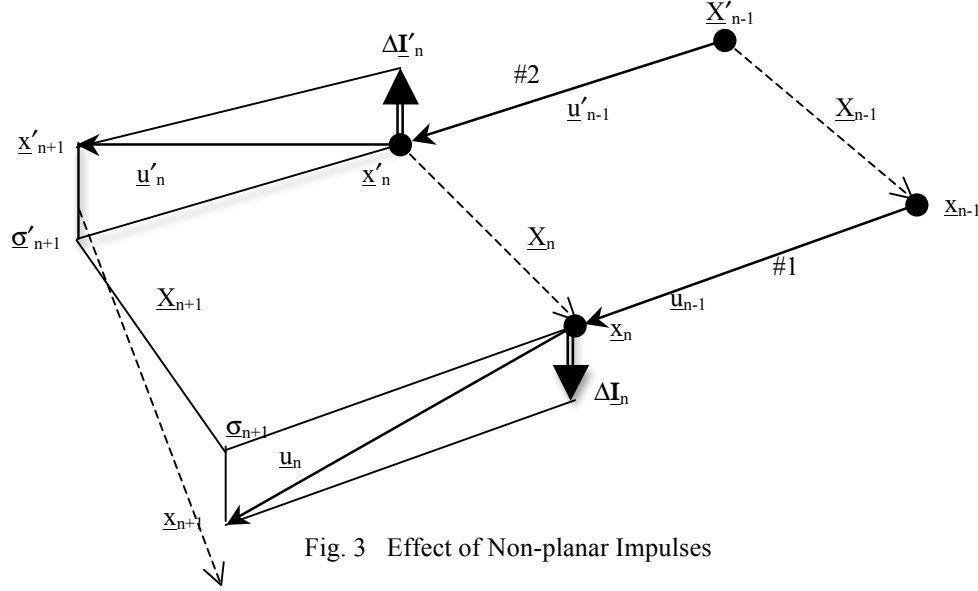 X′n-1
ΔI′n
#2
u′n-1
Xn-1
x′n+1
u′n
x′n
xn-1
σ′n+1
Xn
#1
Xn+1
un-1
xn
ΔIn
σn+1
un
xn+1
Fig. 3 Effect of Non-planar Impulses